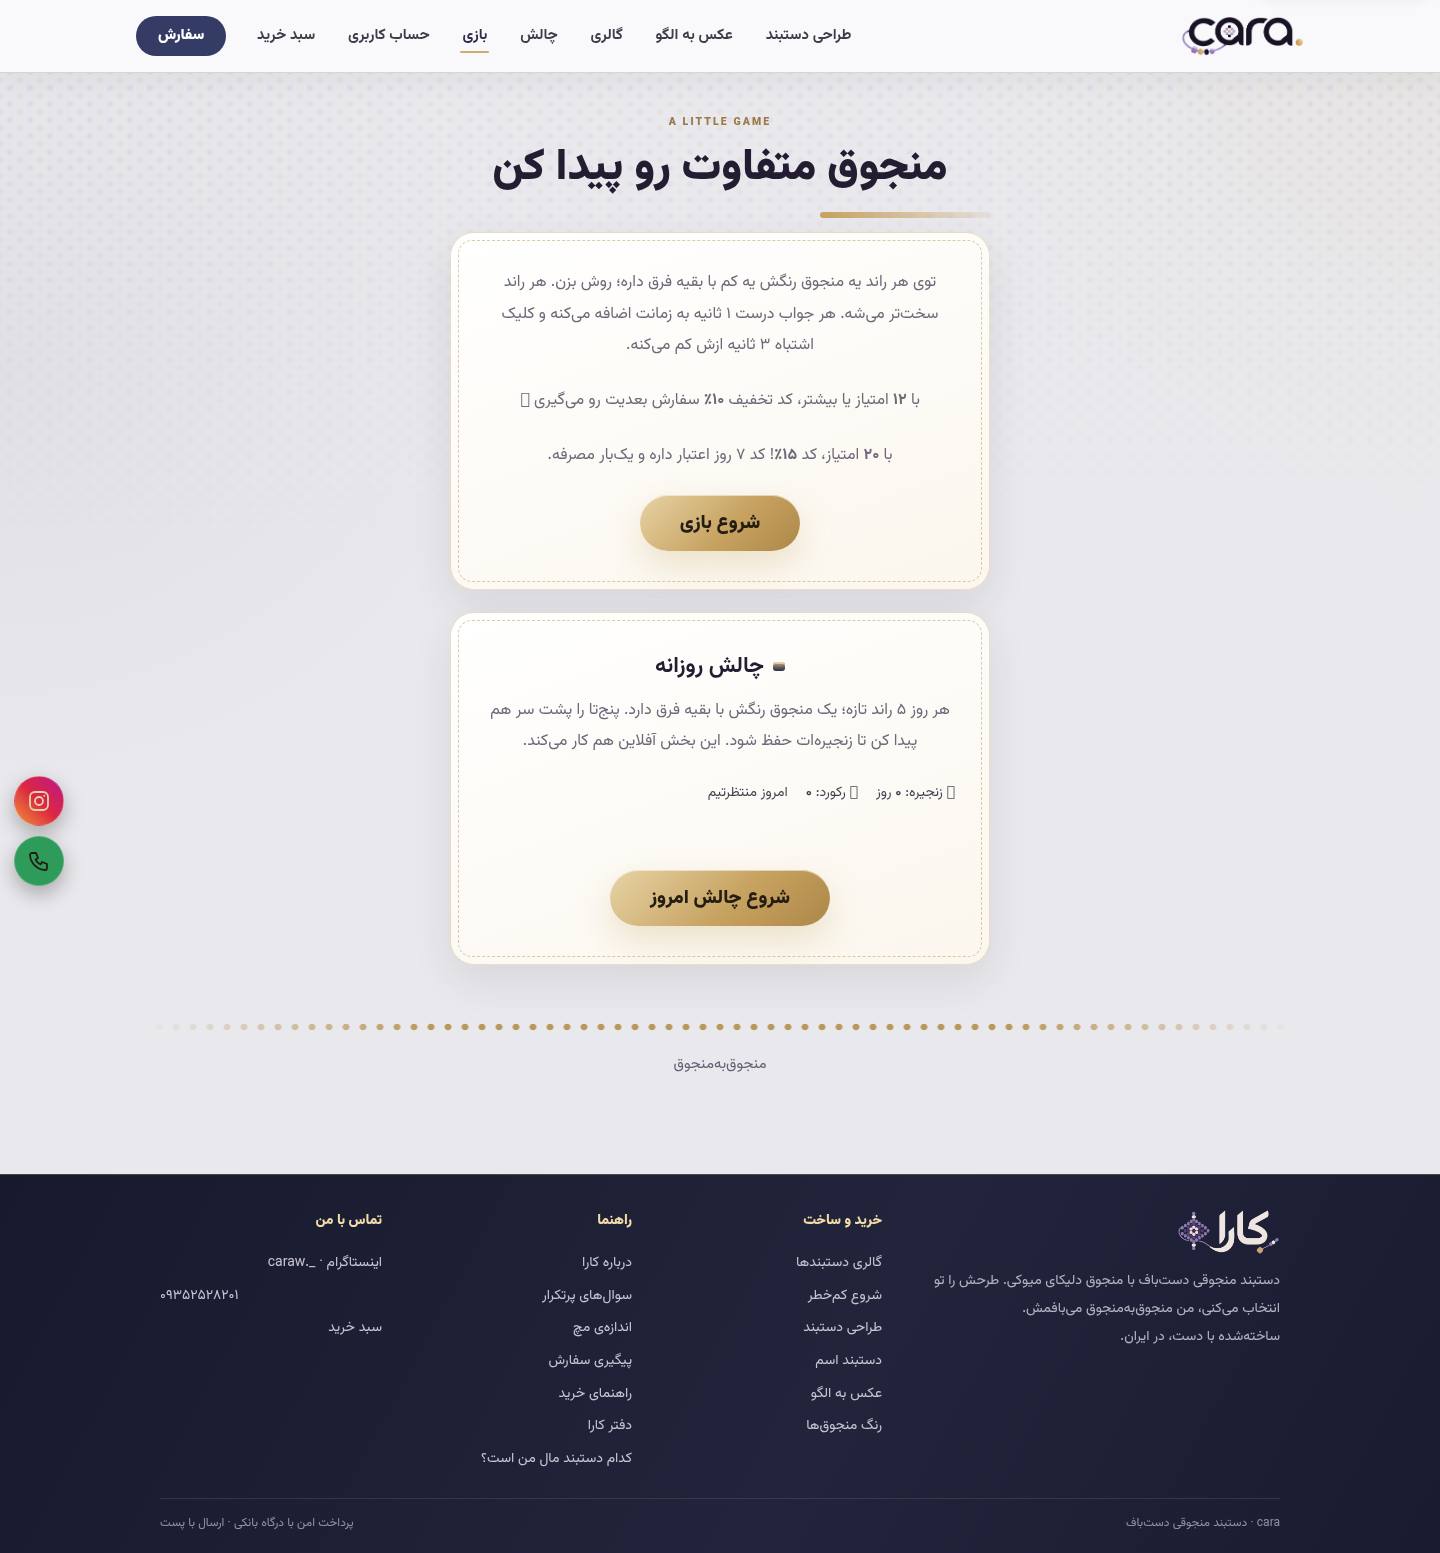 cara.
طراحی دستبند
عکس به الگو
گالری
چالش
بازی
حساب کاربری
سبد خرید
سفارش
A LITTLE GAME
منجوق متفاوت رو پیدا کن
توی هر راند یه منجوق رنگش یه کم با بقیه فرق داره؛ روش بزن. هر راند
سخت‌تر می‌شه. هر جواب درست ۱ ثانیه به زمانت اضافه می‌کنه و کلیک
اشتباه ۳ ثانیه ازش کم می‌کنه.
با ۱۲ امتیاز یا بیشتر، کد تخفیف ۱۰٪ سفارش بعدیت رو می‌گیری
با ۲۰ امتیاز، کد ۱۵٪! کد ۷ روز اعتبار داره و یک‌بار مصرفه.
شروع بازی
چالش روزانه
هر روز ۵ راند تازه؛ یک منجوق رنگش با بقیه فرق دارد. پنج‌تا را پشت سر هم
پیدا کن تا زنجیره‌ات حفظ شود. این بخش آفلاین هم کار می‌کند.
زنجیره: ۰ روز رکورد: ۰ امروز منتظرتیم
شروع چالش امروز
منجوق‌به‌منجوق
کارا
دستبند منجوقی دست‌باف با منجوق دلیکای میوکی. طرحش را تو
انتخاب می‌کنی، من منجوق‌به‌منجوق می‌بافمش.
ساخته‌شده با دست، در ایران.
خرید و ساخت
گالری دستبندها
شروع کم‌خطر
طراحی دستبند
دستبند اسم
عکس به الگو
رنگ منجوق‌ها
راهنما
درباره کارا
سوال‌های پرتکرار
اندازه‌ی مچ
پیگیری سفارش
راهنمای خرید
دفتر کارا
کدام دستبند مال من است؟
تماس با من
اینستاگرام · caraw._
۰۹۳۵۲۵۲۸۲۰۱
سبد خرید
cara · دستبند منجوقی دست‌باف
پرداخت امن با درگاه بانکی · ارسال با پست